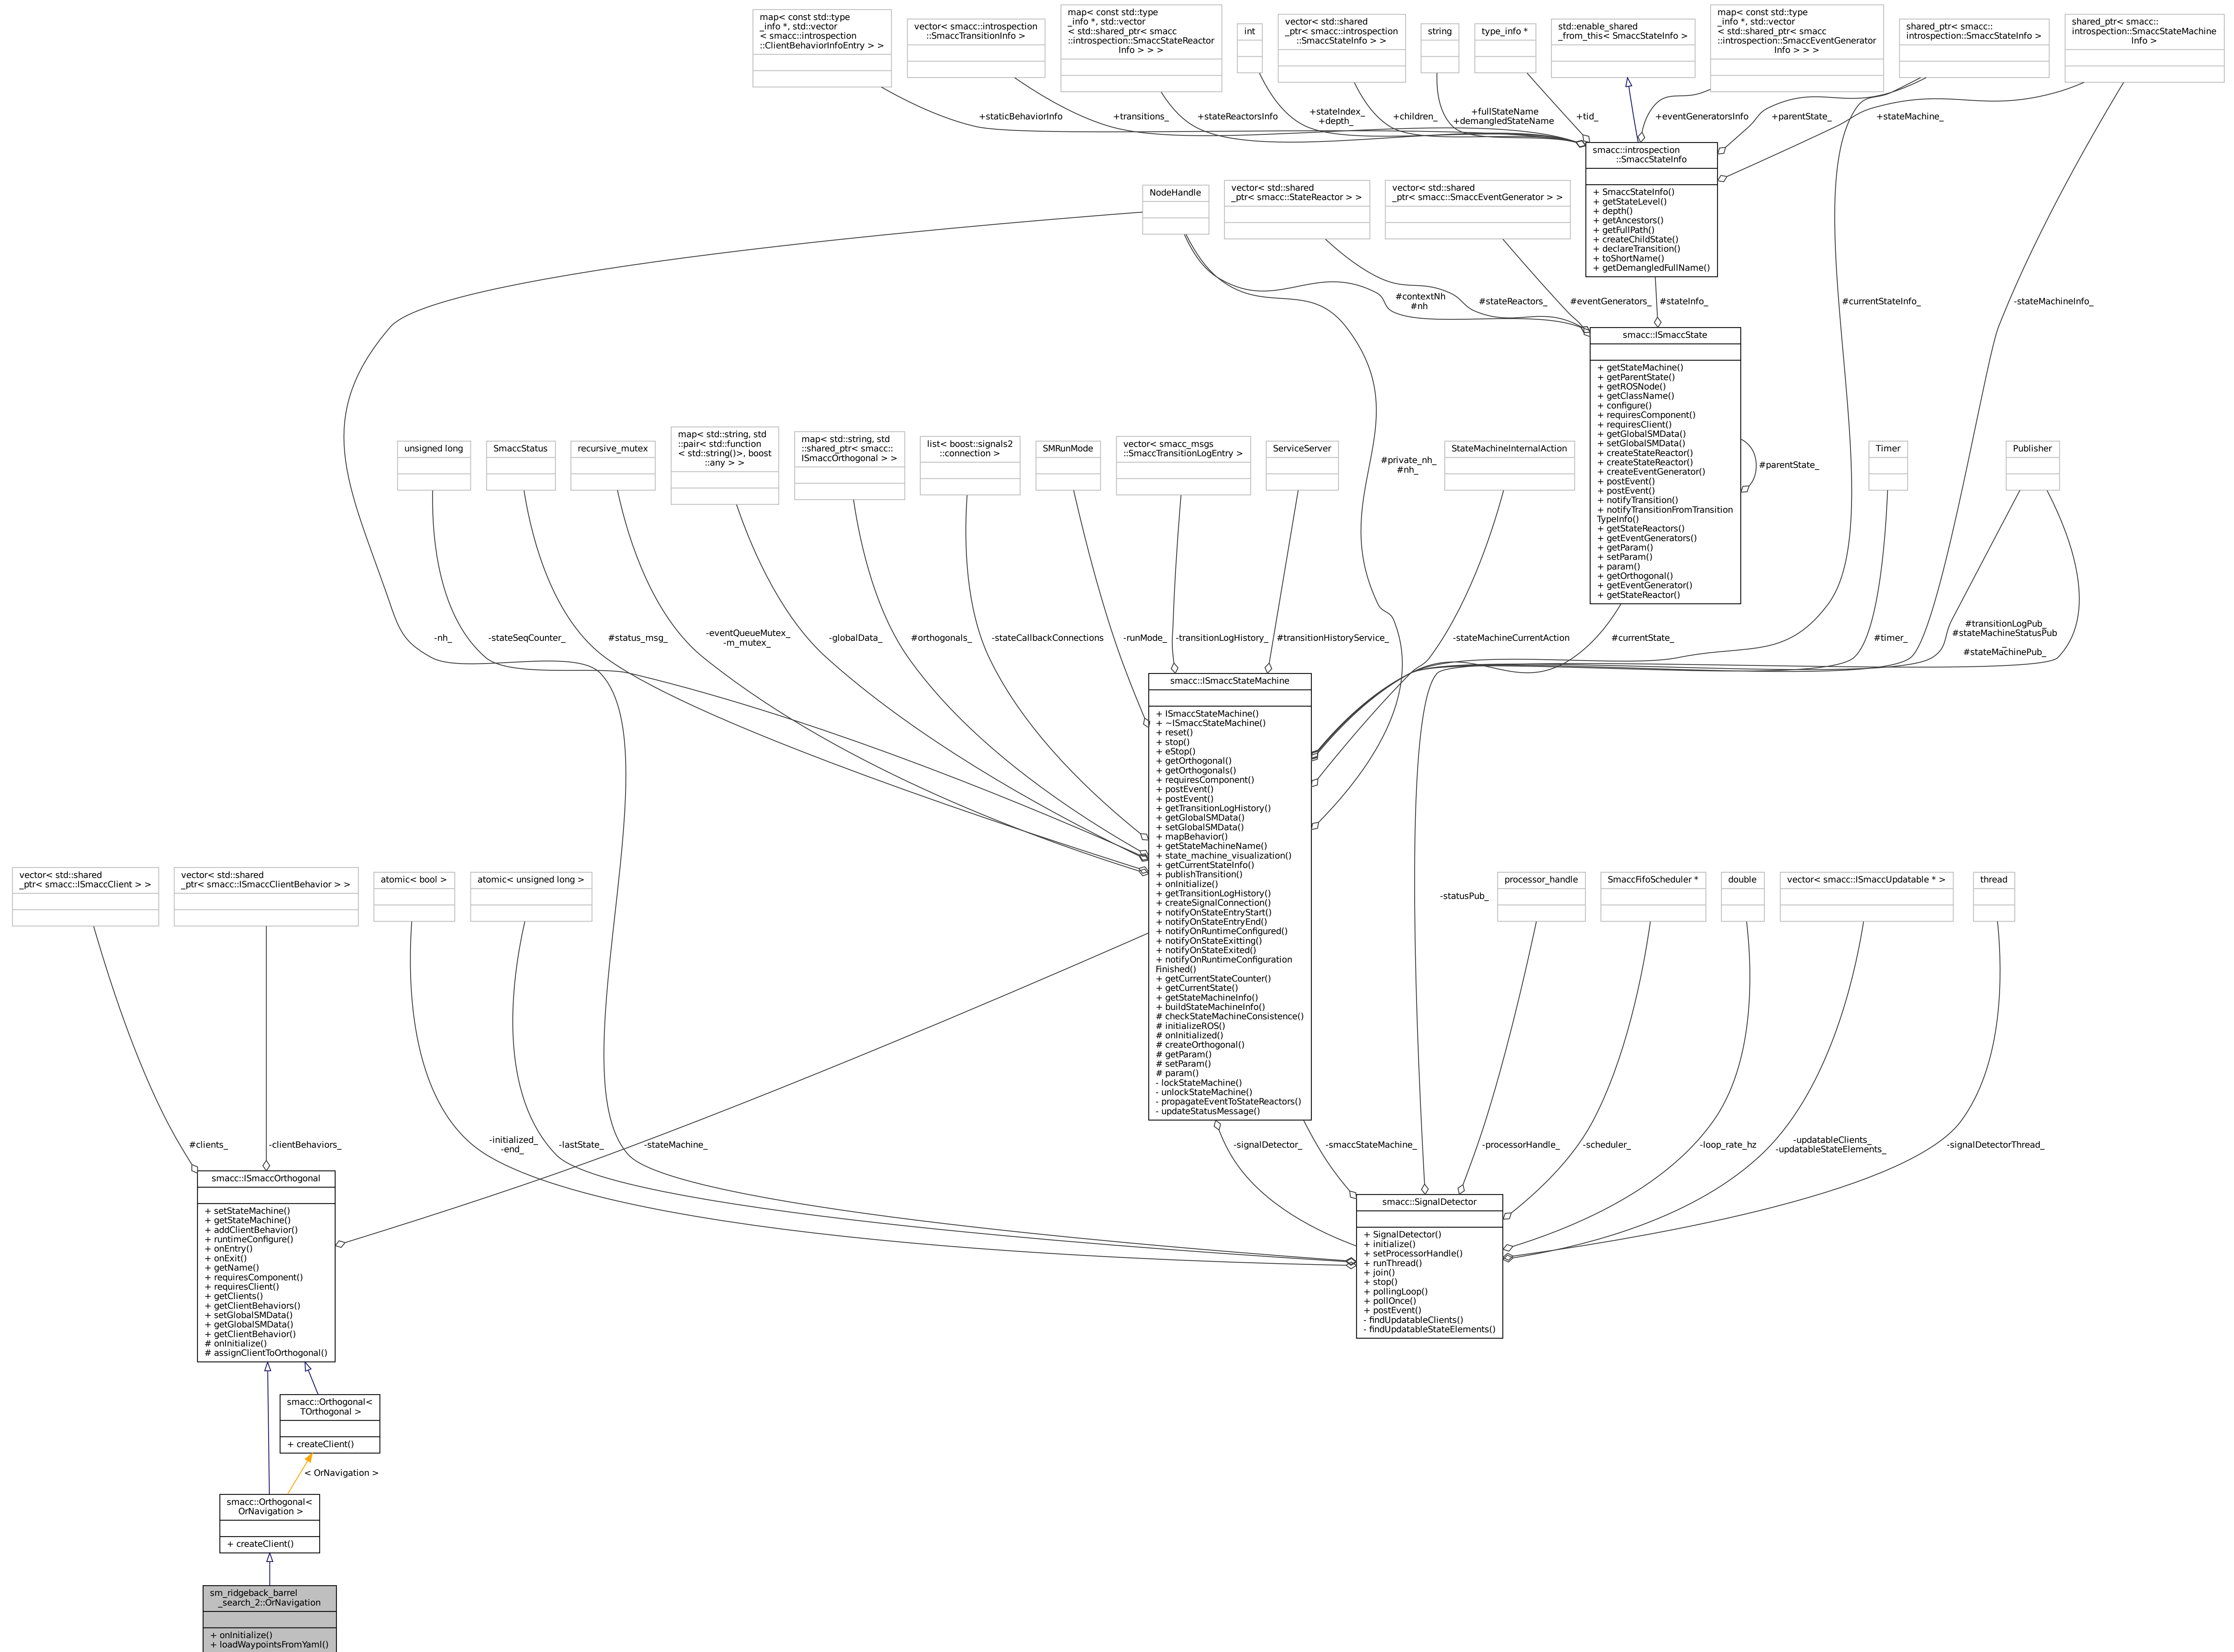 map< const std::type
_info *, std::vector
< smacc::introspection
::ClientBehaviorInfoEntry > >
vector< smacc::introspection
::SmaccTransitionInfo >
map< const std::type
_info *, std::vector
< std::shared_ptr< smacc
::introspection::SmaccStateReactor
Info > > >
int
vector< std::shared
_ptr< smacc::introspection
::SmaccStateInfo > >
string
type_info *
std::enable_shared
_from_this< SmaccStateInfo >
map< const std::type
_info *, std::vector
< std::shared_ptr< smacc
::introspection::SmaccEventGenerator
Info > > >
shared_ptr< smacc::
introspection::SmaccStateInfo >
shared_ptr< smacc::
introspection::SmaccStateMachine
Info >
+staticBehaviorInfo
+transitions_
+stateReactorsInfo
+stateIndex_
+depth_
+children_
+fullStateName
+demangledStateName
+tid_
+eventGeneratorsInfo
+parentState_
+stateMachine_
smacc::introspection
::SmaccStateInfo
+ SmaccStateInfo()
+ getStateLevel()
+ depth()
+ getAncestors()
+ getFullPath()
+ createChildState()
+ declareTransition()
+ toShortName()
+ getDemangledFullName()
NodeHandle
vector< std::shared
_ptr< smacc::StateReactor > >
vector< std::shared
_ptr< smacc::SmaccEventGenerator > >
#contextNh
#nh
#stateReactors_
#eventGenerators_
#stateInfo_
#currentStateInfo_
-stateMachineInfo_
smacc::ISmaccState
+ getStateMachine()
+ getParentState()
+ getROSNode()
+ getClassName()
+ configure()
+ requiresComponent()
+ requiresClient()
+ getGlobalSMData()
+ setGlobalSMData()
+ createStateReactor()
+ createStateReactor()
+ createEventGenerator()
+ postEvent()
+ postEvent()
+ notifyTransition()
+ notifyTransitionFromTransition
TypeInfo()
+ getStateReactors()
+ getEventGenerators()
+ getParam()
+ setParam()
+ param()
+ getOrthogonal()
+ getEventGenerator()
+ getStateReactor()
#parentState_
unsigned long
SmaccStatus
recursive_mutex
map< std::string, std
::pair< std::function
< std::string()>, boost
::any > >
map< std::string, std
::shared_ptr< smacc::
ISmaccOrthogonal > >
list< boost::signals2
::connection >
SMRunMode
vector< smacc_msgs
::SmaccTransitionLogEntry >
ServiceServer
#private_nh_
#nh_
StateMachineInternalAction
Timer
Publisher
-nh_
-stateSeqCounter_
#status_msg_
-eventQueueMutex_
-m_mutex_
-globalData_
#orthogonals_
-stateCallbackConnections
-runMode_
-transitionLogHistory_
#transitionHistoryService_
-stateMachineCurrentAction
#currentState_
#timer_
#transitionLogPub_
#stateMachineStatusPub
_
#stateMachinePub_
smacc::ISmaccStateMachine
+ ISmaccStateMachine()
+ ~ISmaccStateMachine()
+ reset()
+ stop()
+ eStop()
+ getOrthogonal()
+ getOrthogonals()
+ requiresComponent()
+ postEvent()
+ postEvent()
+ getTransitionLogHistory()
+ getGlobalSMData()
+ setGlobalSMData()
+ mapBehavior()
+ getStateMachineName()
+ state_machine_visualization()
+ getCurrentStateInfo()
+ publishTransition()
+ onInitialize()
+ getTransitionLogHistory()
+ createSignalConnection()
+ notifyOnStateEntryStart()
+ notifyOnStateEntryEnd()
+ notifyOnRuntimeConfigured()
+ notifyOnStateExitting()
+ notifyOnStateExited()
+ notifyOnRuntimeConfiguration
Finished()
+ getCurrentStateCounter()
+ getCurrentState()
+ getStateMachineInfo()
+ buildStateMachineInfo()
# checkStateMachineConsistence()
# initializeROS()
# onInitialized()
# createOrthogonal()
# getParam()
# setParam()
# param()
- lockStateMachine()
- unlockStateMachine()
- propagateEventToStateReactors()
- updateStatusMessage()
vector< std::shared
_ptr< smacc::ISmaccClient > >
vector< std::shared
_ptr< smacc::ISmaccClientBehavior > >
atomic< bool >
atomic< unsigned long >
-statusPub_
processor_handle
SmaccFifoScheduler *
double
vector< smacc::ISmaccUpdatable * >
thread
#clients_
-clientBehaviors_
-initialized_
-end_
-lastState_
-stateMachine_
-signalDetector_
-smaccStateMachine_
-processorHandle_
-scheduler_
-loop_rate_hz
-updatableClients_
-updatableStateElements_
-signalDetectorThread_
smacc::ISmaccOrthogonal
+ setStateMachine()
+ getStateMachine()
+ addClientBehavior()
+ runtimeConfigure()
+ onEntry()
+ onExit()
+ getName()
+ requiresComponent()
+ requiresClient()
+ getClients()
+ getClientBehaviors()
+ setGlobalSMData()
+ getGlobalSMData()
+ getClientBehavior()
# onInitialize()
# assignClientToOrthogonal()
smacc::SignalDetector
+ SignalDetector()
+ initialize()
+ setProcessorHandle()
+ runThread()
+ join()
+ stop()
+ pollingLoop()
+ pollOnce()
+ postEvent()
- findUpdatableClients()
- findUpdatableStateElements()
smacc::Orthogonal<
TOrthogonal >
+ createClient()
< OrNavigation >
smacc::Orthogonal<
OrNavigation >
+ createClient()
sm_ridgeback_barrel
_search_2::OrNavigation
+ onInitialize()
+ loadWaypointsFromYaml()